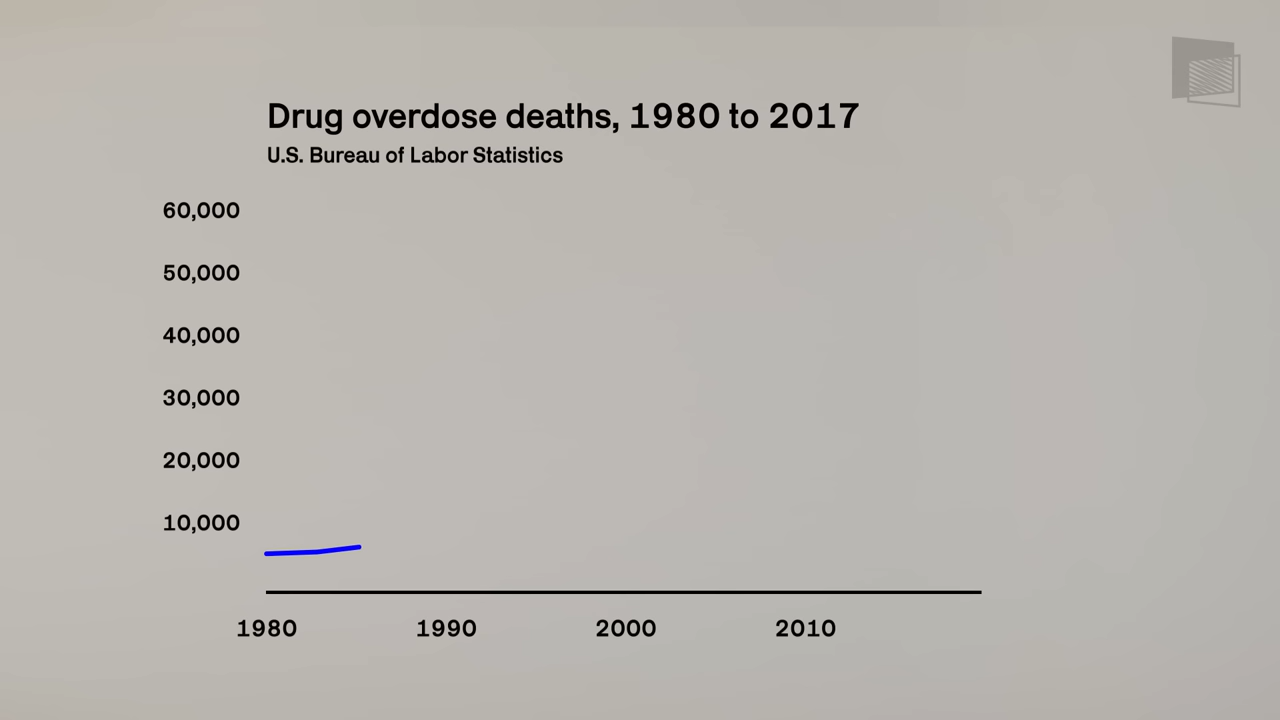 Drug overdose deaths, 1980 to 2017
U.S. Bureau of Labor Statistics
60,000
50,000
40,000
30,000
20,000
10,000
1980 1990 2000 2010